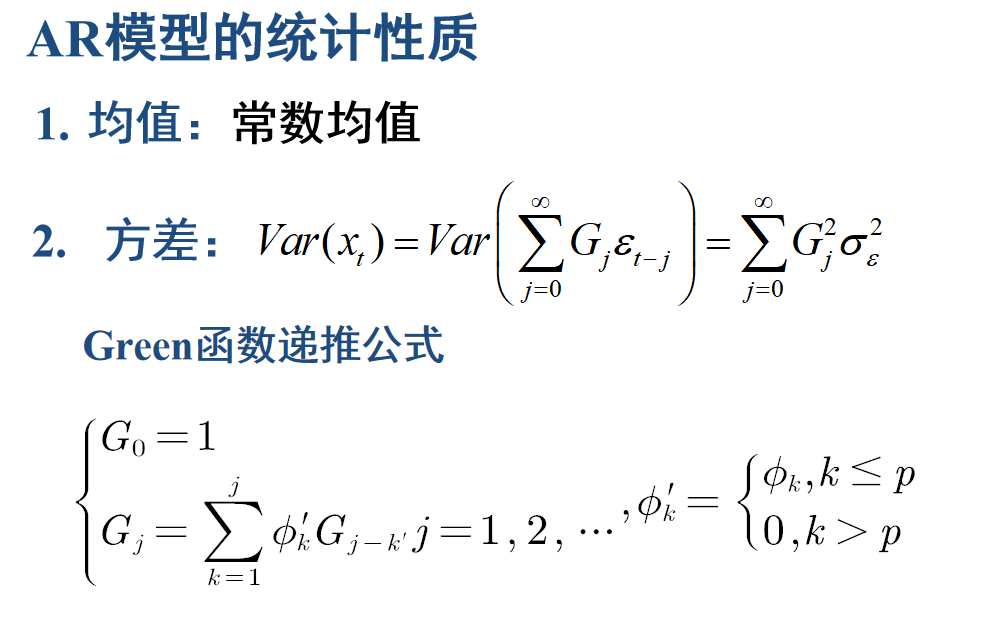 AR模型的统计性质
1. 均值：常数均值
2. 方差：$Var(x_t) = Var\left(\sum_{j=0}^{\infty} G_j \varepsilon_{t-j}\right) = \sum_{j=0}^{\infty} G_j^2 \sigma_\varepsilon^2$
Green函数递推公式
$\begin{cases} G_0 = 1 \\ G_j = \sum_{k=1}^{j} \phi_k' G_{j-k'} j = 1, 2, \cdots \end{cases}, \phi_k' = \begin{cases} \phi_k, k \leq p \\ 0, k > p \end{cases}$